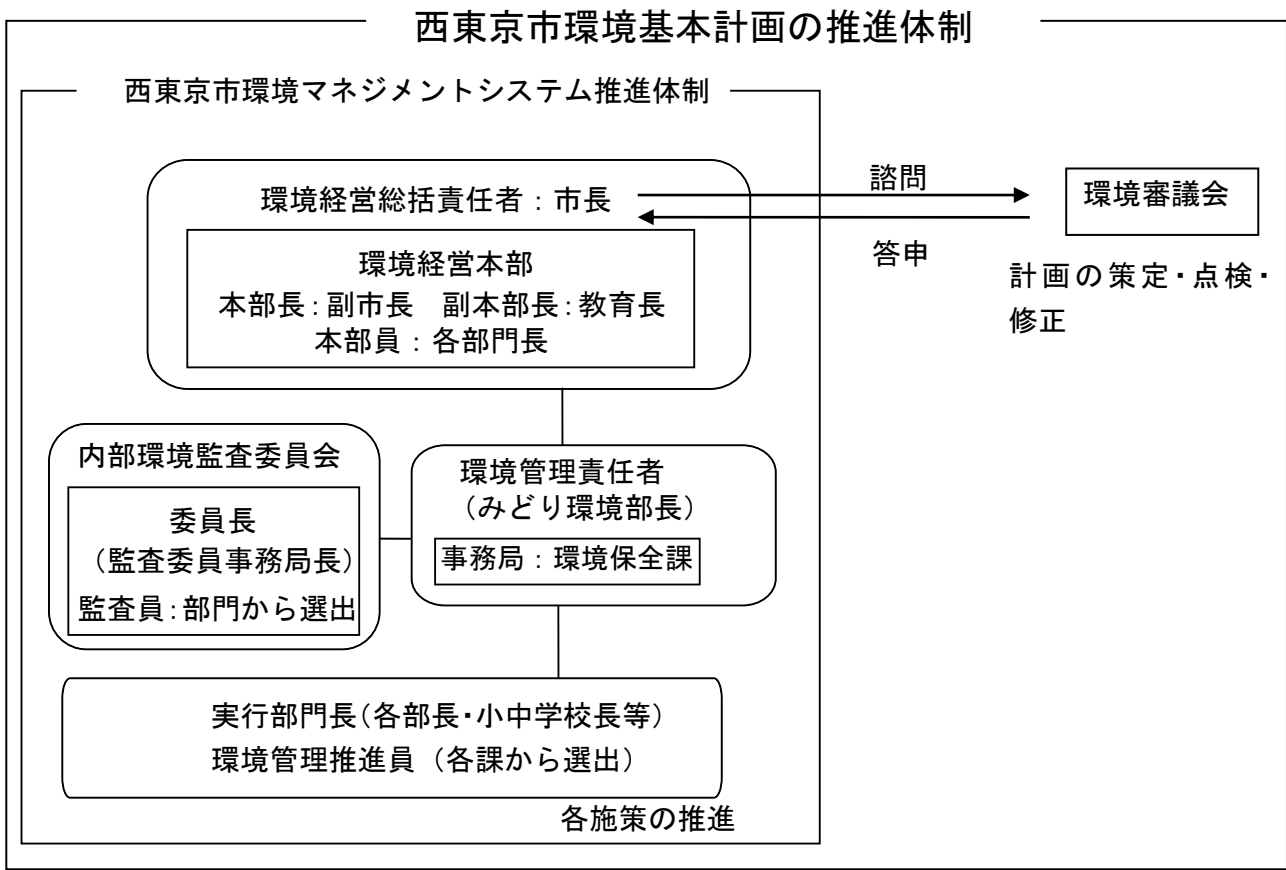 西東京市環境基本計画の推進体制
西東京市環境マネジメントシステム推進体制
環境経営総括責任者：市長
環境経営本部
本部長：副市長　副本部長：教育長
本部員：各部門長
諮問
答申
環境審議会
計画の策定・点検・
修正
内部環境監査委員会
委員長
（監査委員事務局長）
監査員：部門から選出
環境管理責任者
（みどり環境部長）
事務局：環境保全課
実行部門長（各部長・小中学校長等）
環境管理推進員（各課から選出）
各施策の推進